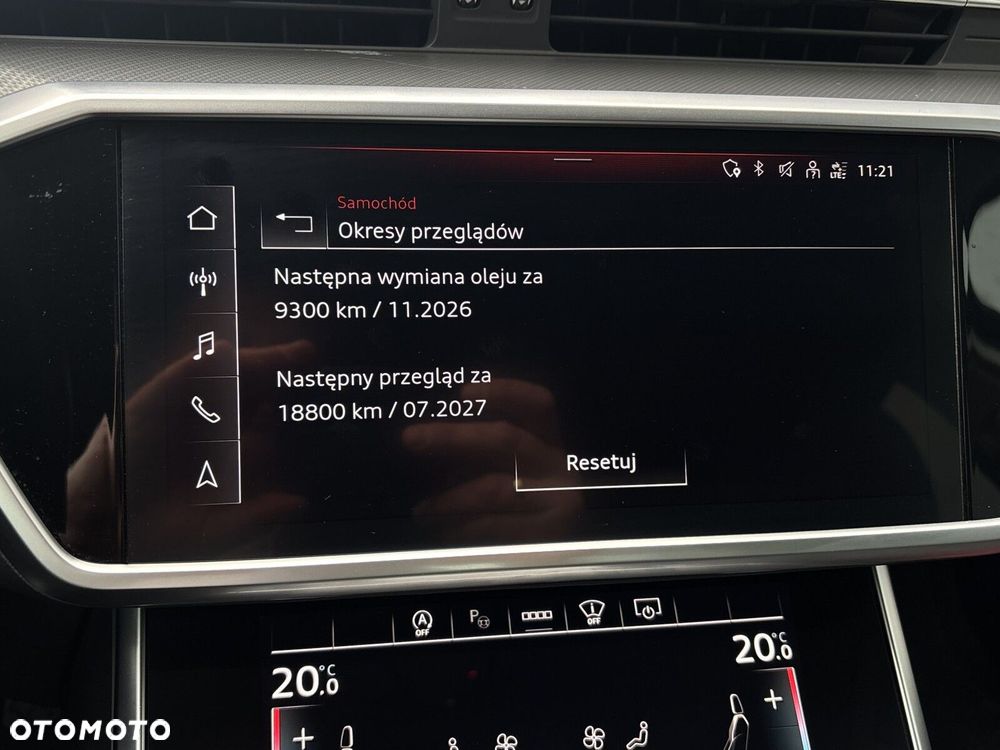 LTE
11:21
Samochód
Okresy przeglądów
Następna wymiana oleju za
9300 km / 11.2026
Następny przegląd za
18800 km / 07.2027
Resetuj
A
OFF
P
OFF
20.0 °C
20.0 °C
+
+
OTOMOTO